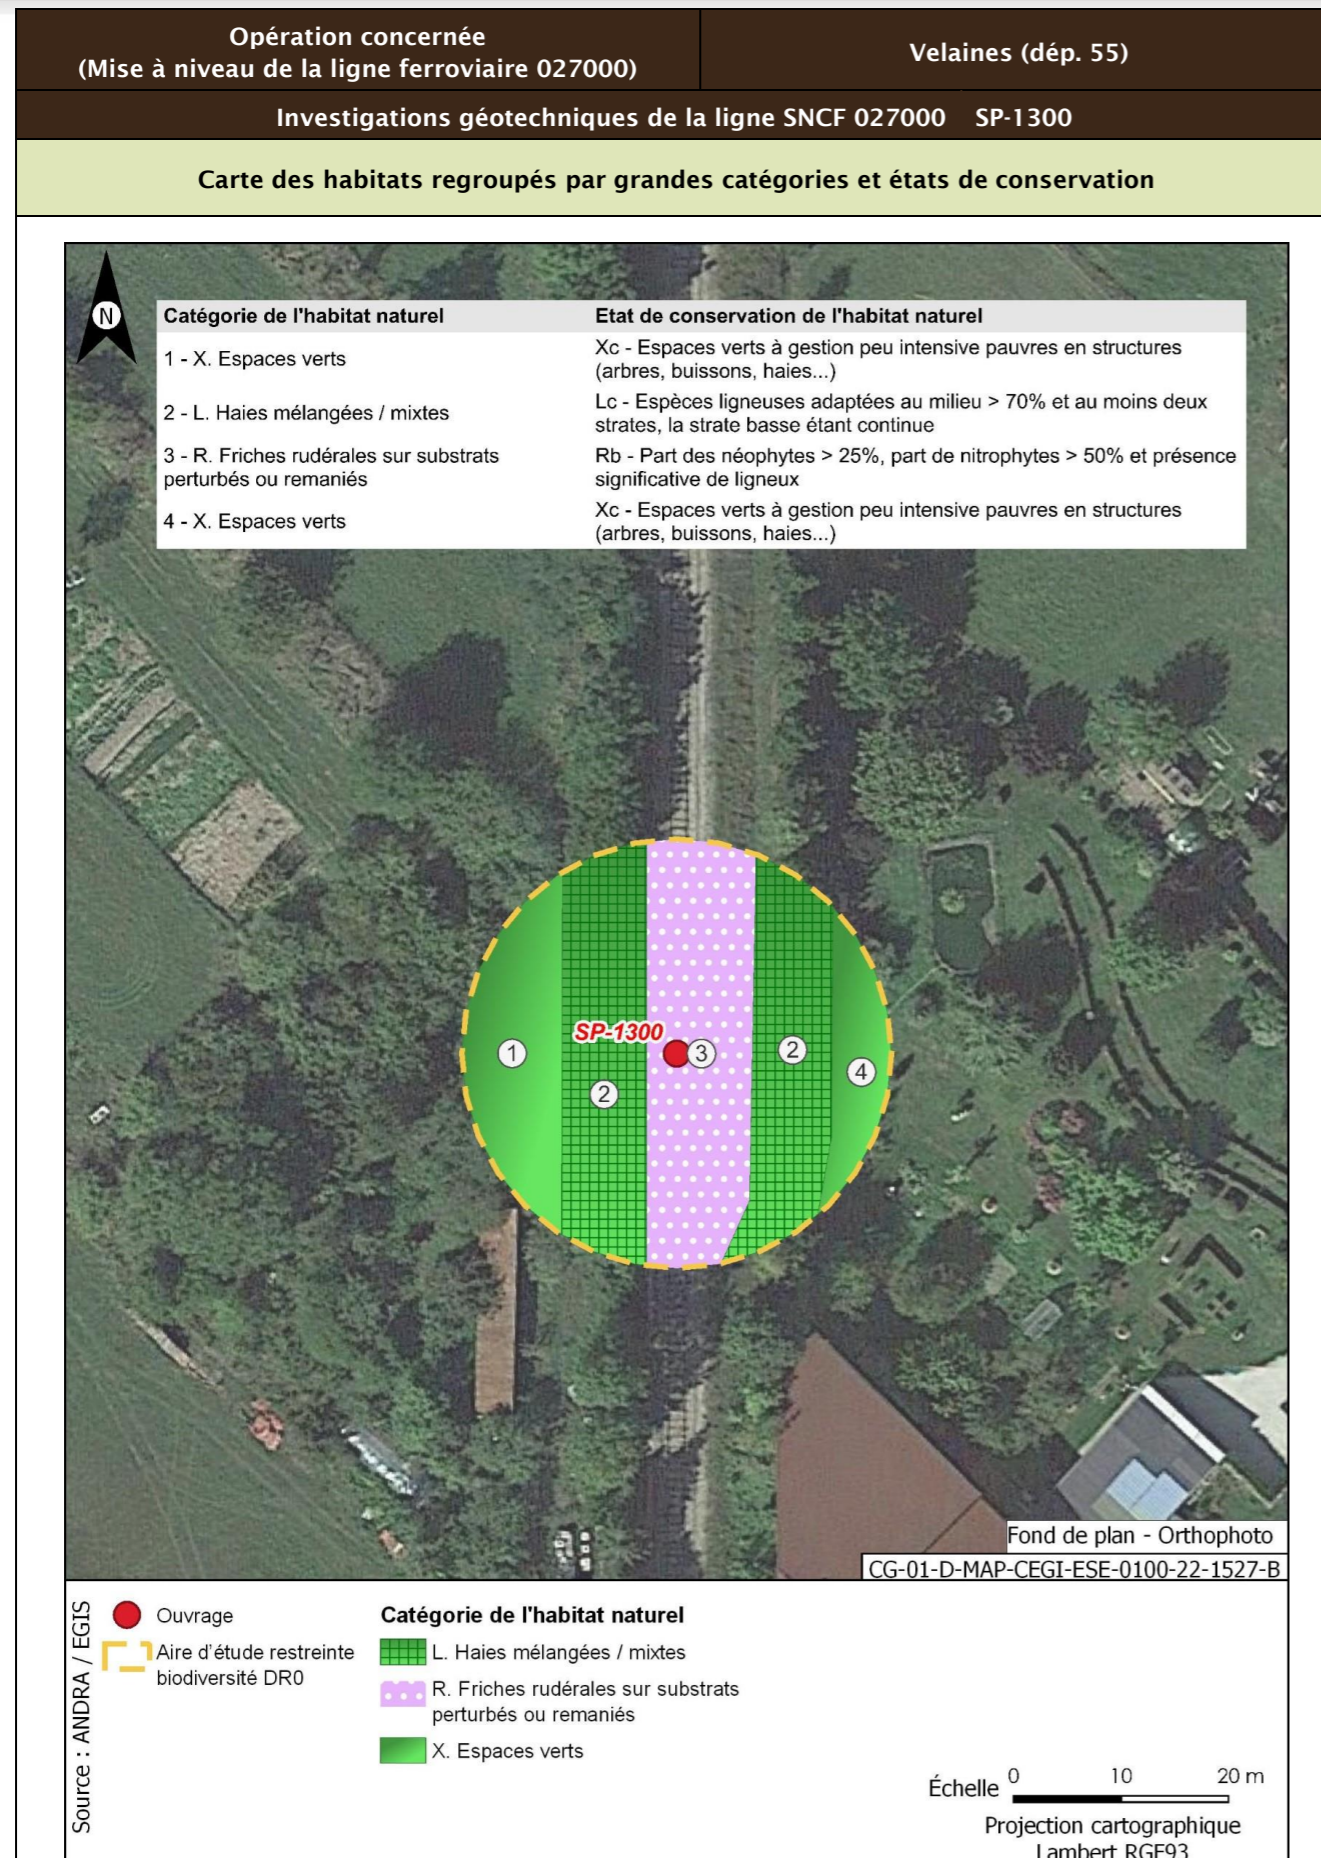 Opération concernée
(Mise à niveau de la ligne ferroviaire 027000)
Velaines (dép. 55)
Investigations géotechniques de la ligne SNCF 027000 SP-1300
Carte des habitats regroupés par grandes catégories et états de conservation
N
Catégorie de l'habitat naturel
Etat de conservation de l'habitat naturel
1 - X. Espaces verts
Xc - Espaces verts à gestion peu intensive pauvres en structures
(arbres, buissons, haies...)
2 - L. Haies mélangées / mixtes
Lc - Espèces ligneuses adaptées au milieu > 70% et au moins deux
strates, la strate basse étant continue
3 - R. Friches rudérales sur substrats
perturbés ou remaniés
Rb - Part des néophytes > 25%, part de nitrophytes > 50% et présence
significative de ligneux
4 - X. Espaces verts
Xc - Espaces verts à gestion peu intensive pauvres en structures
(arbres, buissons, haies...)
SP-1300
1
2
3
2
4
Fond de plan - Orthophoto
CG-01-D-MAP-CEGI-ESE-0100-22-1527-B
Source : ANDRA / EGIS
Ouvrage
Aire d'étude restreinte
biodiversité DR0
Catégorie de l'habitat naturel
L. Haies mélangées / mixtes
R. Friches rudérales sur substrats
perturbés ou remaniés
X. Espaces verts
Échelle 0 10 20 m
Projection cartographique
Lambert RGF93